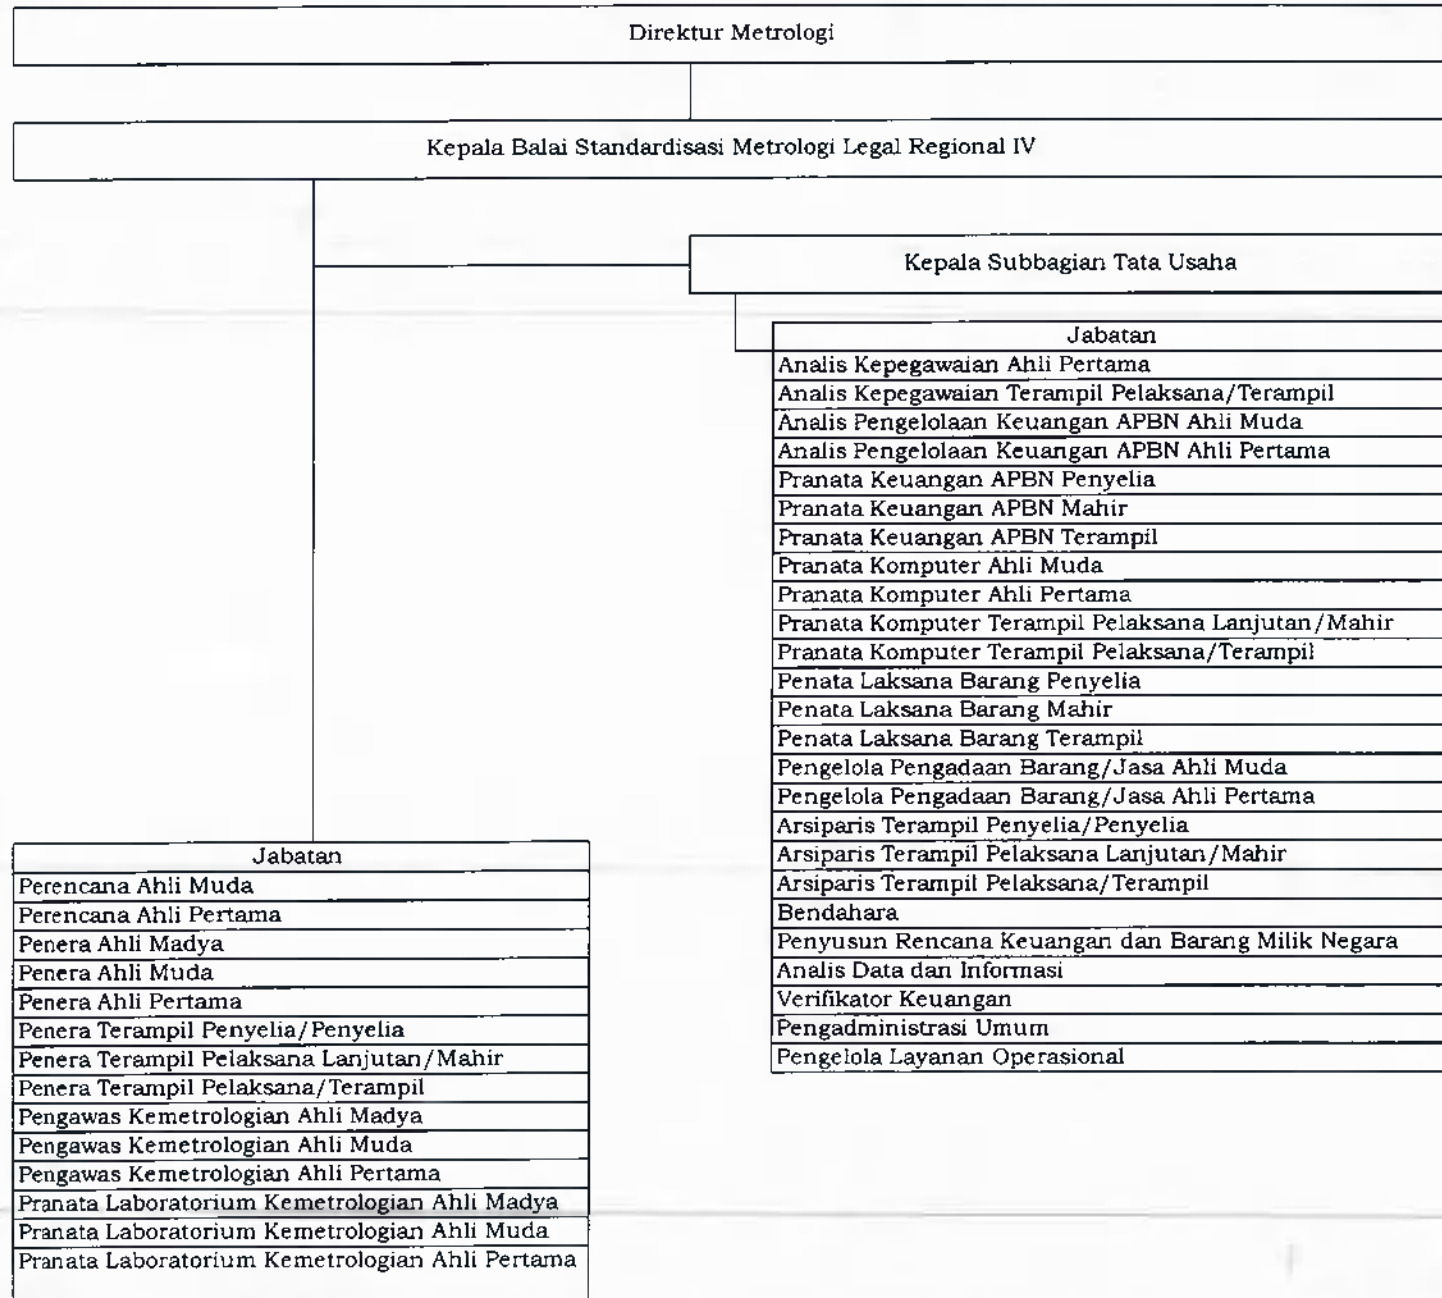 Direktur Metrologi
Kepala Balai Standardisasi Metrologi Legal Regional IV
Kepala Subbagian Tata Usaha
Jabatan
Analis Kepegawaian Ahli Pertama
Analis Kepegawaian Terampil Pelaksana/Terampil
Analis Pengelolaan Keuangan APBN Ahli Muda
Analis Pengelolaan Keuangan APBN Ahli Pertama
Pranata Keuangan APBN Penyelia
Pranata Keuangan APBN Mahir
Pranata Keuangan APBN Terampil
Pranata Komputer Ahli Muda
Pranata Komputer Ahli Pertama
Pranata Komputer Terampil Pelaksana Lanjutan/Mahir
Pranata Komputer Terampil Pelaksana/Terampil
Penata Laksana Barang Penyelia
Penata Laksana Barang Mahir
Penata Laksana Barang Terampil
Pengelola Pengadaan Barang/Jasa Ahli Muda
Pengelola Pengadaan Barang/Jasa Ahli Pertama
Arsiparis Terampil Penyelia/Penyelia
Arsiparis Terampil Pelaksana Lanjutan/Mahir
Arsiparis Terampil Pelaksana/Terampil
Bendahara
Penyusun Rencana Keuangan dan Barang Milik Negara
Analis Data dan Informasi
Verifikator Keuangan
Pengadministrasi Umum
Pengelola Layanan Operasional
Jabatan
Perencana Ahli Muda
Perencana Ahli Pertama
Penera Ahli Madya
Penera Ahli Muda
Penera Ahli Pertama
Penera Terampil Penyelia/Penyelia
Penera Terampil Pelaksana Lanjutan/Mahir
Penera Terampil Pelaksana/Terampil
Pengawas Kemetrologian Ahli Madya
Pengawas Kemetrologian Ahli Muda
Pengawas Kemetrologian Ahli Pertama
Pranata Laboratorium Kemetrologian Ahli Madya
Pranata Laboratorium Kemetrologian Ahli Muda
Pranata Laboratorium Kemetrologian Ahli Pertama